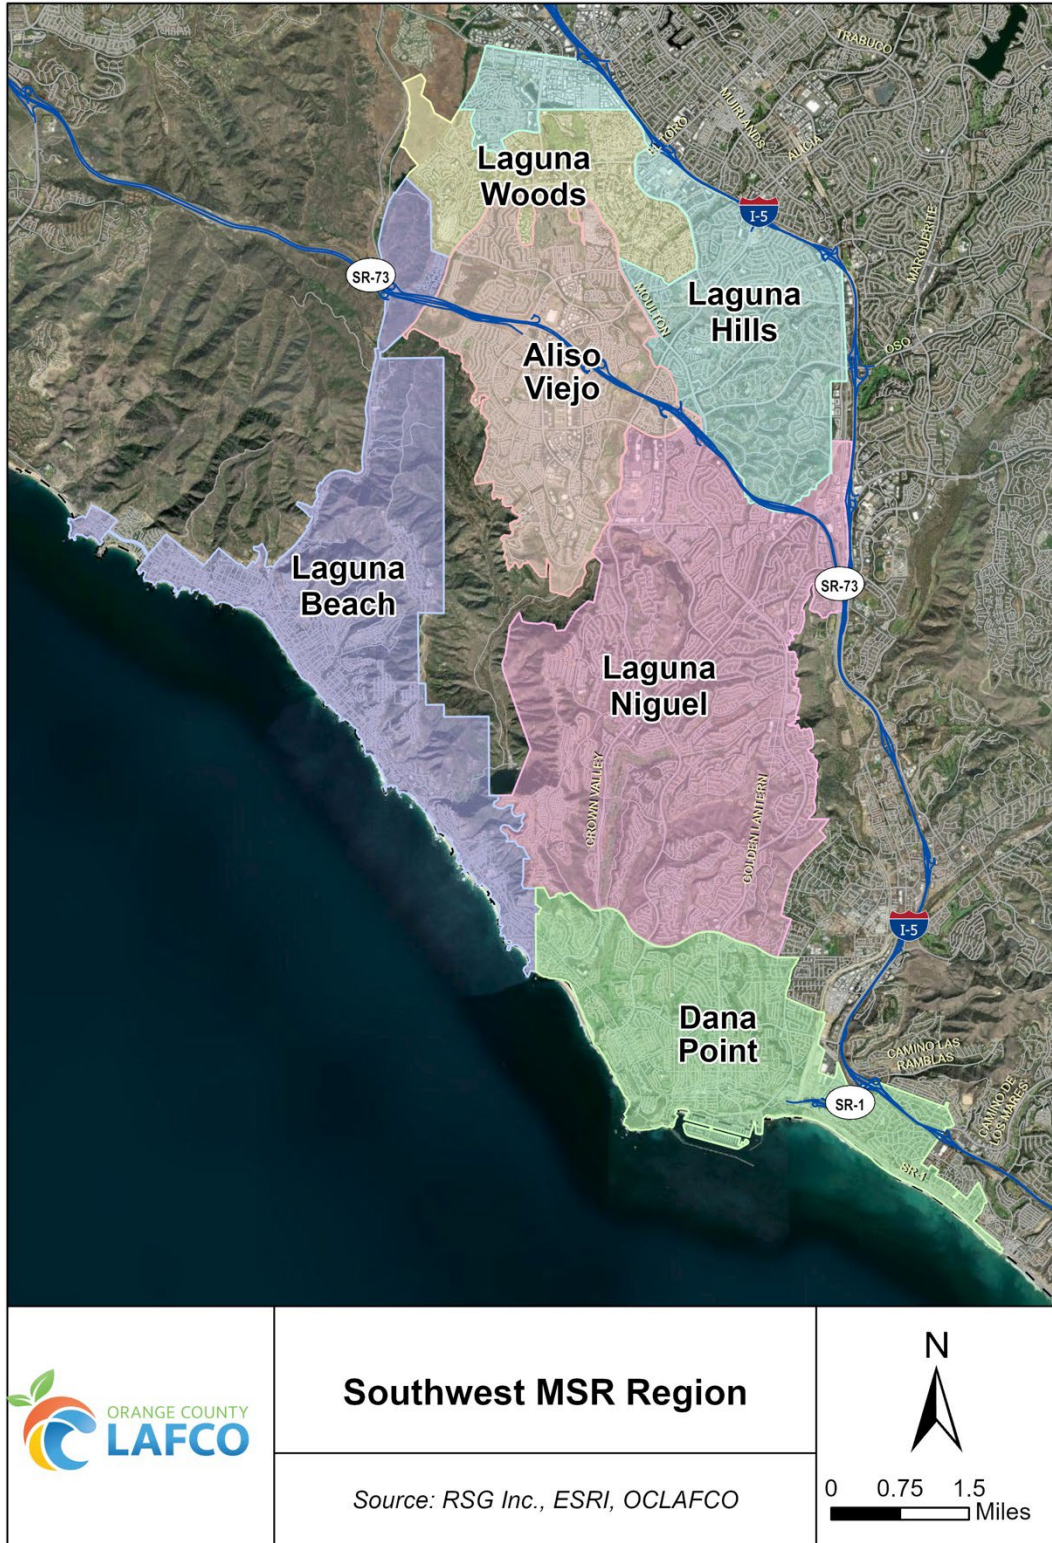 TRABUCO
MUIRLANDS
ALICIA
EL TORO
Laguna
Woods
I-5
MARGUERITE
SR-73
MOULTON
Laguna
Hills
OSO
Aliso
Viejo
Laguna
Beach
SR-73
Laguna
Niguel
CROWN VALLEY
GOLDEN LANTERN
I-5
Dana
Point
CAMINO LAS
RAMBLAS
SR-1
CAMINO DE
LOS MARES
SR-1
ORANGE COUNTY
LAFCO
Southwest MSR Region
Source: RSG Inc., ESRI, OCLAFCO
N
0 0.75 1.5
Miles